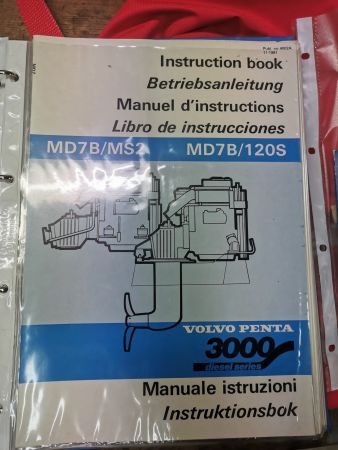 Instruction book
Betriebsanleitung
Manuel d'instructions
Libro de instrucciones
MD7B/MS2 MD7B/120S
VOLVO PENTA
3000
diesel series
Manuale istruzioni
Instruktionsbok